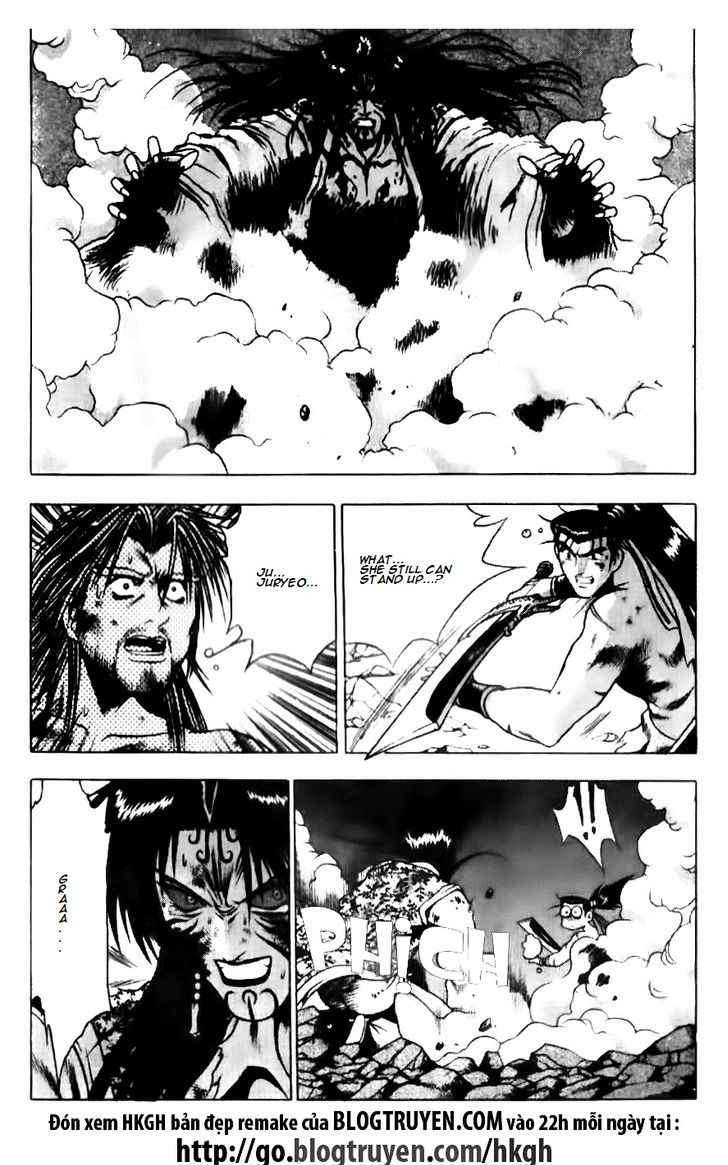 JU...
JURYEO...
WHAT...
SHE STILL CAN
STAND UP...?
GRAAA...
!!
PHỊCH
Đón xem HKGH bản đẹp remake của BLOGTRUYEN.COM vào 22h mỗi ngày tại :
http://go.blogtruyen.com/hkgh